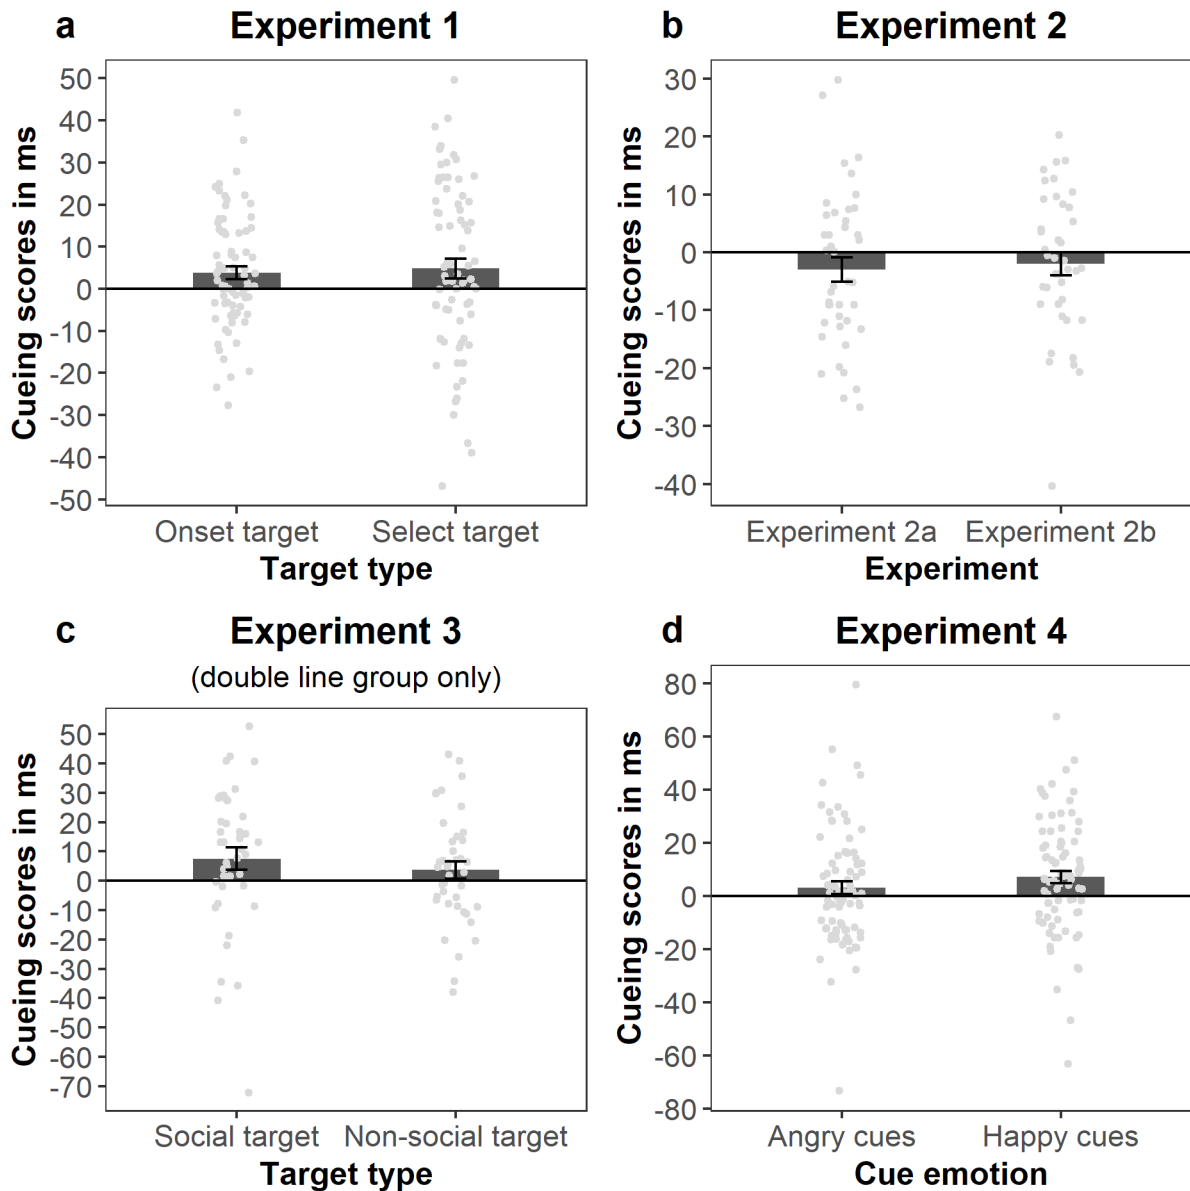 a Experiment 1
Cueing scores in ms
50
40
30
20
10
0
-10
-20
-30
-40
-50
Onset target Select target
Target type
b Experiment 2
Cueing scores in ms
30
20
10
0
-10
-20
-30
-40
Experiment 2a Experiment 2b
Experiment
c Experiment 3
(double line group only)
Cueing scores in ms
50
40
30
20
10
0
-10
-20
-30
-40
-50
-60
-70
Social target Non-social target
Target type
d Experiment 4
Cueing scores in ms
80
60
40
20
0
-20
-40
-60
-80
Angry cues Happy cues
Cue emotion